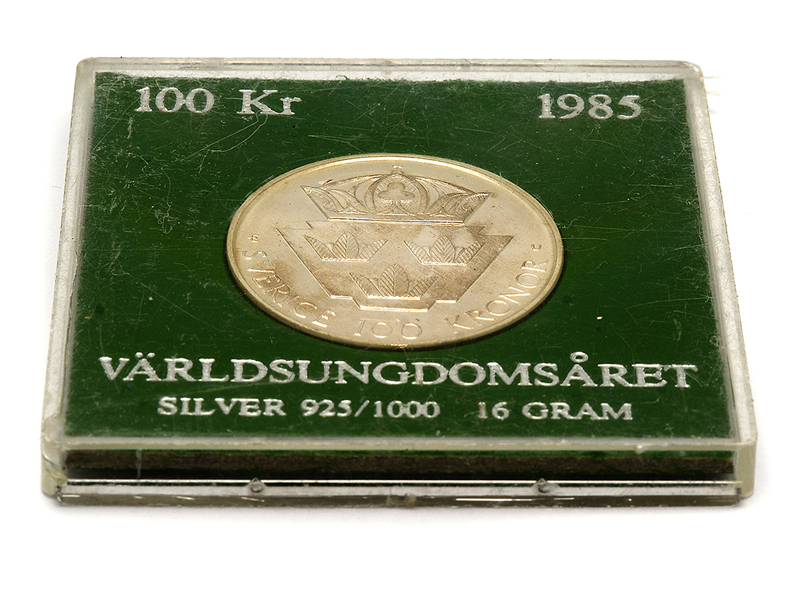 100 Kr 1985
SVERIGE 100 KRONOR
VÄRLDSUNGDOMSÅRET
SILVER 925/1000 16 GRAM